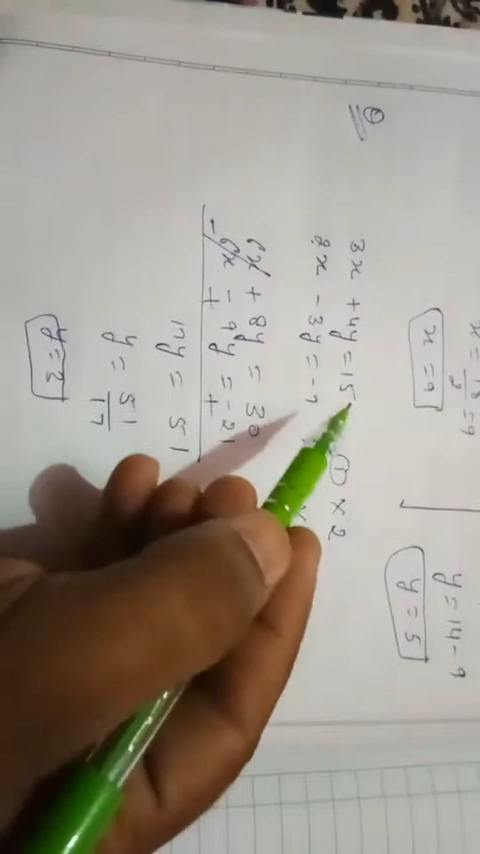 x = 18/2 = 9
x = 9
y = 14 - 9
y = 5
Q
3x + 4y = 15 ① × 2
2x - 3y = -7
6x + 8y = 30
6x - 9y = -21
- + +
17y = 51
y = 51/17
y = 3